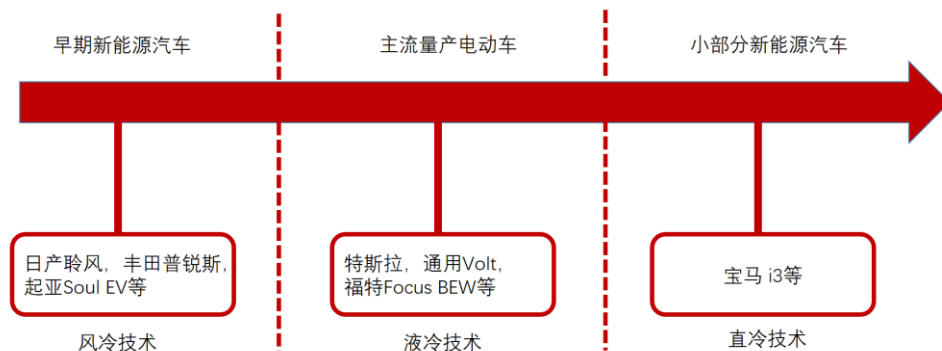 早期新能源汽车
主流量产电动车
小部分新能源汽车
日产聆风，丰田普锐斯，
起亚Soul EV等
特斯拉，通用Volt，
福特Focus BEW等
宝马 i3等
风冷技术
液冷技术
直冷技术